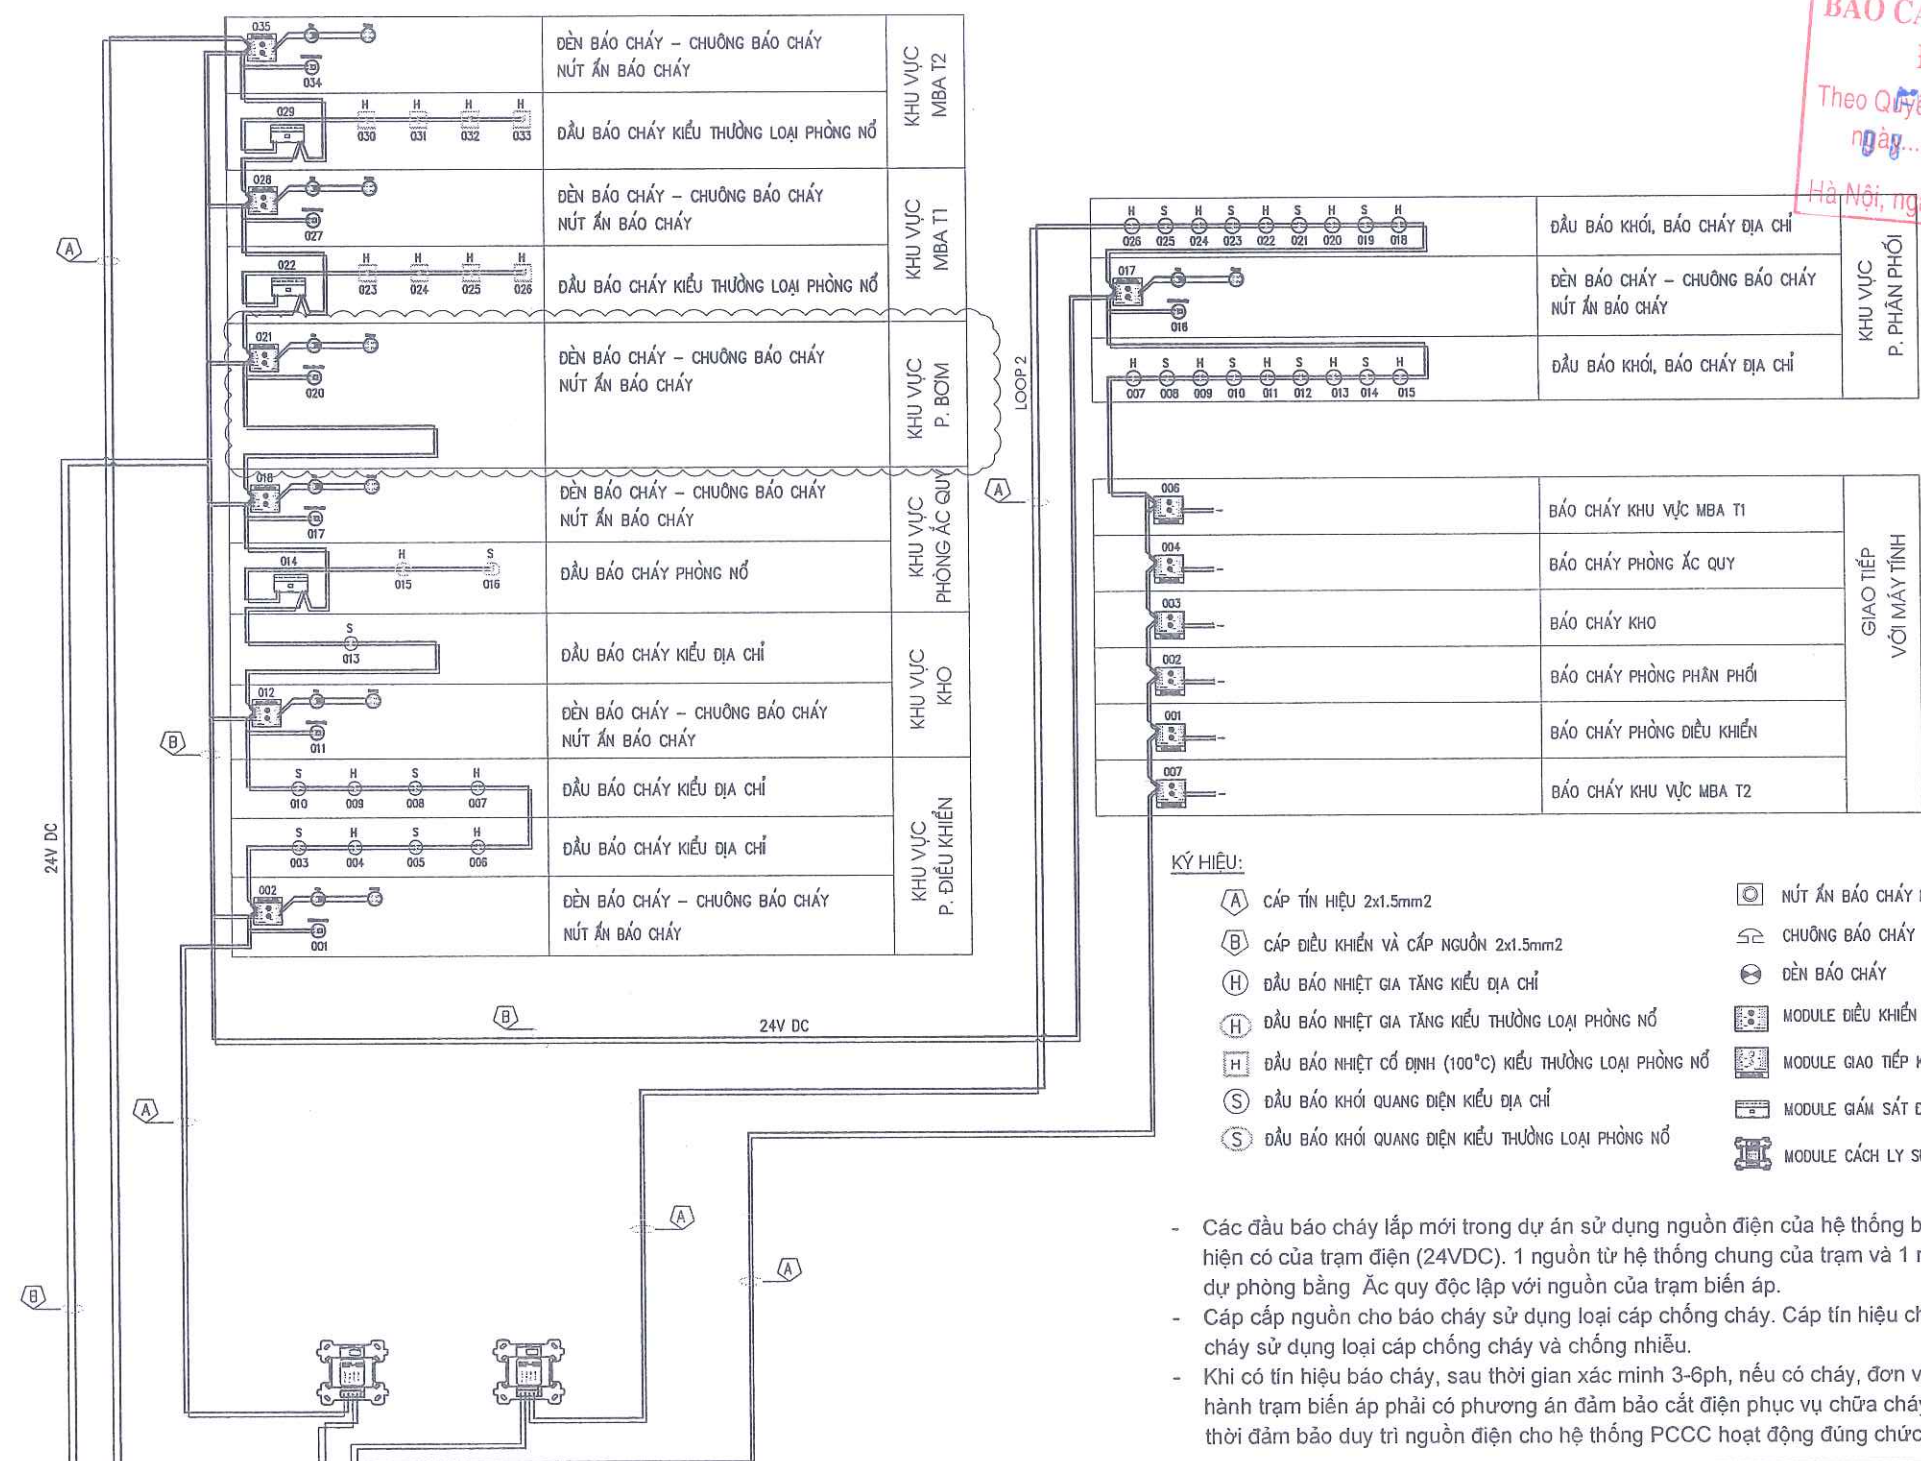 035
034
ĐÈN BÁO CHÁY – CHUÔNG BÁO CHÁY
NÚT ẤN BÁO CHÁY
029
H H H H
030 031 032 033
ĐẦU BÁO CHÁY KIỂU THƯỜNG LOẠI PHÒNG NỔ
KHU VỰC
MBA T2
028
027
ĐÈN BÁO CHÁY – CHUÔNG BÁO CHÁY
NÚT ẤN BÁO CHÁY
022
H H H H
023 024 025 026
ĐẦU BÁO CHÁY KIỂU THƯỜNG LOẠI PHÒNG NỔ
KHU VỰC
MBA T1
021
020
ĐÈN BÁO CHÁY – CHUÔNG BÁO CHÁY
NÚT ẤN BÁO CHÁY
KHU VỰC
P. BƠM
018
017
ĐÈN BÁO CHÁY – CHUÔNG BÁO CHÁY
NÚT ẤN BÁO CHÁY
014
H S
015 016
ĐẦU BÁO CHÁY PHÒNG NỔ
KHU VỰC
PHÒNG ẮC QUY
S
013
ĐẦU BÁO CHÁY KIỂU ĐỊA CHỈ
012
011
ĐÈN BÁO CHÁY – CHUÔNG BÁO CHÁY
NÚT ẤN BÁO CHÁY
KHU VỰC
KHO
S H S H
010 009 008 007
ĐẦU BÁO CHÁY KIỂU ĐỊA CHỈ
S H S H
003 004 005 006
ĐẦU BÁO CHÁY KIỂU ĐỊA CHỈ
002
001
ĐÈN BÁO CHÁY – CHUÔNG BÁO CHÁY
NÚT ẤN BÁO CHÁY
KHU VỰC
P. ĐIỀU KHIỂN
A
B
24V DC
B
24V DC
A
B
A
A
LOOP 2
A
BÁO CÁ
Theo Quyế
ngày...
Hà Nội, ngà
H S H S H S H S H
026 025 024 023 022 021 020 019 018
ĐẦU BÁO KHÓI, BÁO CHÁY ĐỊA CHỈ
017
016
ĐÈN BÁO CHÁY – CHUÔNG BÁO CHÁY
NÚT ẤN BÁO CHÁY
H S H S H S H S H
007 008 009 010 011 012 013 014 015
ĐẦU BÁO KHÓI, BÁO CHÁY ĐỊA CHỈ
KHU VỰC
P. PHÂN PHỐI
006
BÁO CHÁY KHU VỰC MBA T1
004
BÁO CHÁY PHÒNG ẮC QUY
003
BÁO CHÁY KHO
002
BÁO CHÁY PHÒNG PHÂN PHỐI
001
BÁO CHÁY PHÒNG ĐIỀU KHIỂN
007
BÁO CHÁY KHU VỰC MBA T2
GIAO TIẾP
VỚI MÁY TÍNH
KÝ HIỆU:
A CÁP TÍN HIỆU 2x1.5mm2
B CÁP ĐIỀU KHIỂN VÀ CẤP NGUỒN 2x1.5mm2
H ĐẦU BÁO NHIỆT GIA TĂNG KIỂU ĐỊA CHỈ
H ĐẦU BÁO NHIỆT GIA TĂNG KIỂU THƯỜNG LOẠI PHÒNG NỔ
H ĐẦU BÁO NHIỆT CỐ ĐỊNH (100°C) KIỂU THƯỜNG LOẠI PHÒNG NỔ
S ĐẦU BÁO KHÓI QUANG ĐIỆN KIỂU ĐỊA CHỈ
S ĐẦU BÁO KHÓI QUANG ĐIỆN KIỂU THƯỜNG LOẠI PHÒNG NỔ
NÚT ẤN BÁO CHÁY
CHUÔNG BÁO CHÁY
ĐÈN BÁO CHÁY
MODULE ĐIỀU KHIỂN
MODULE GIAO TIẾP
MODULE GIÁM SÁT
MODULE CÁCH LY
- Các đầu báo cháy lắp mới trong dự án sử dụng nguồn điện của hệ thống b
hiện có của trạm điện (24VDC). 1 nguồn từ hệ thống chung của trạm và 1 n
dự phòng bằng Ắc quy độc lập với nguồn của trạm biến áp.
- Cáp cấp nguồn cho báo cháy sử dụng loại cáp chống cháy. Cáp tín hiệu ch
cháy sử dụng loại cáp chống cháy và chống nhiễu.
- Khi có tín hiệu báo cháy, sau thời gian xác minh 3-6ph, nếu có cháy, đơn v
hành trạm biến áp phải có phương án đảm bảo cắt điện phục vụ chữa cháy
thời đảm bảo duy trì nguồn điện cho hệ thống PCCC hoạt động đúng chức